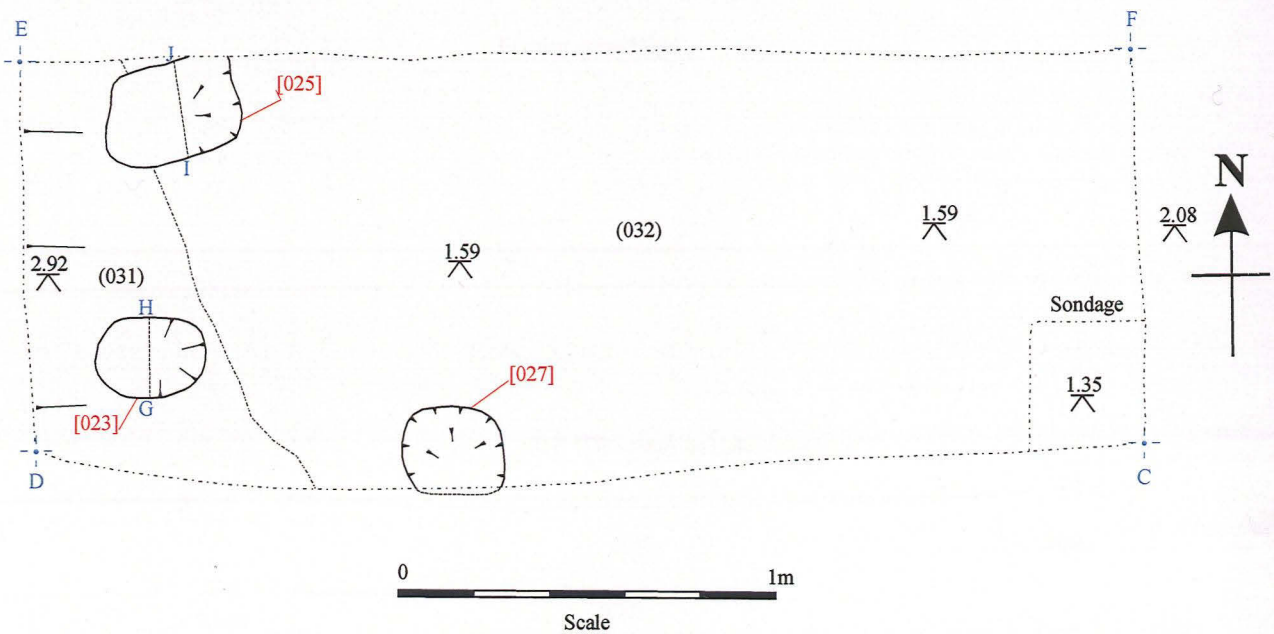 E
F
J
[025]
I
N
(032)
1.59
2.08
1.59
2.92
(031)
H
Sondage
[027]
1.35
G
[023]
D
C
0
1m
Scale